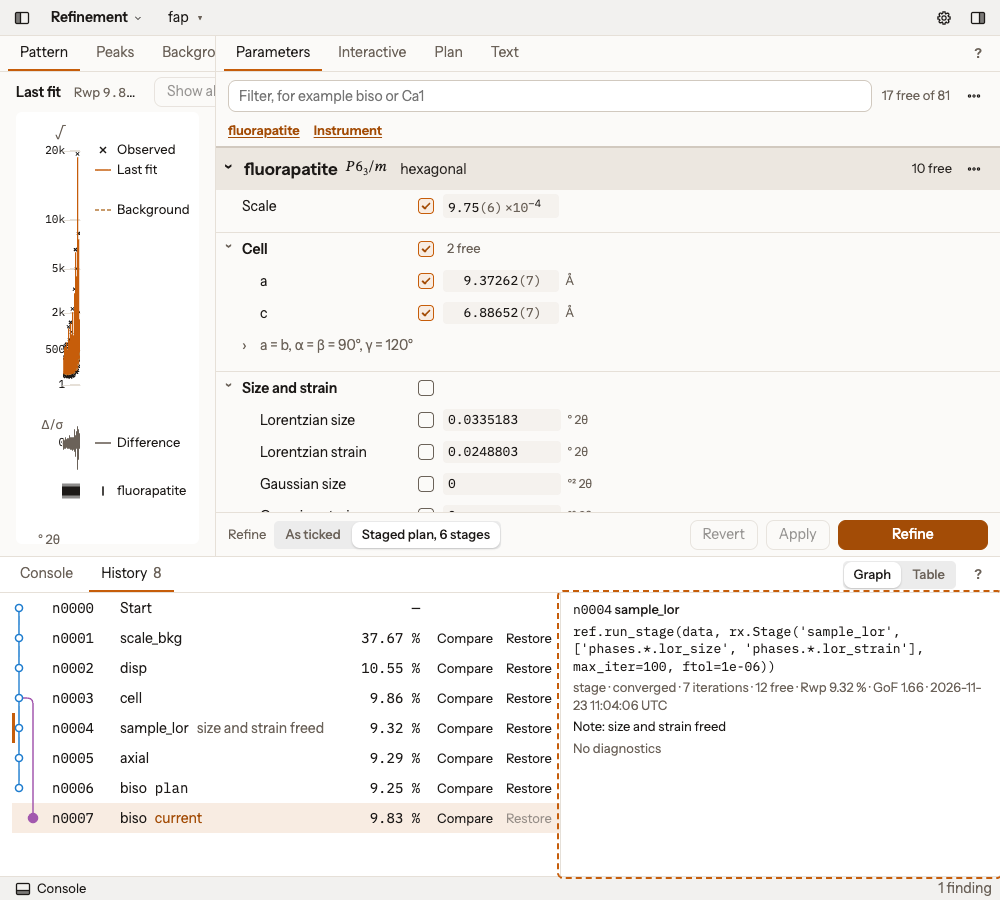 Refinement
fap
Pattern
Peaks
Backgro
Parameters
Interactive
Plan
Text
?
Last fit
Rwp 9.8…
Show al
Filter, for example biso or Ca1
17 free of 81
fluorapatite
Instrument
√
20k
10k
5k
2k
500
1
Observed
Last fit
Background
Δ/σ
0
Difference
fluorapatite
° 2θ
fluorapatite P6₃/m hexagonal
10 free
Scale
9.75(6) ×10⁻⁴
Cell
2 free
a
9.37262(7)
Å
c
6.88652(7)
Å
a = b, α = β = 90°, γ = 120°
Size and strain
Lorentzian size
0.0335183
° 2θ
Lorentzian strain
0.0248803
° 2θ
Gaussian size
0
°² 2θ
Refine
As ticked
Staged plan, 6 stages
Revert
Apply
Refine
Console
History 8
Graph
Table
?
n0000 Start –
n0001 scale_bkg 37.67 % Compare Restore
n0002 disp 10.55 % Compare Restore
n0003 cell 9.86 % Compare Restore
n0004 sample_lor size and strain freed 9.32 % Compare Restore
n0005 axial 9.29 % Compare Restore
n0006 biso plan 9.25 % Compare Restore
n0007 biso current 9.83 % Compare Restore
n0004 sample_lor
ref.run_stage(data, rx.Stage('sample_lor',
['phases.*.lor_size', 'phases.*.lor_strain'],
max_iter=100, ftol=1e-06))
stage · converged · 7 iterations · 12 free · Rwp 9.32 % · GoF 1.66 · 2026-11-
23 11:04:06 UTC
Note: size and strain freed
No diagnostics
Console
1 finding